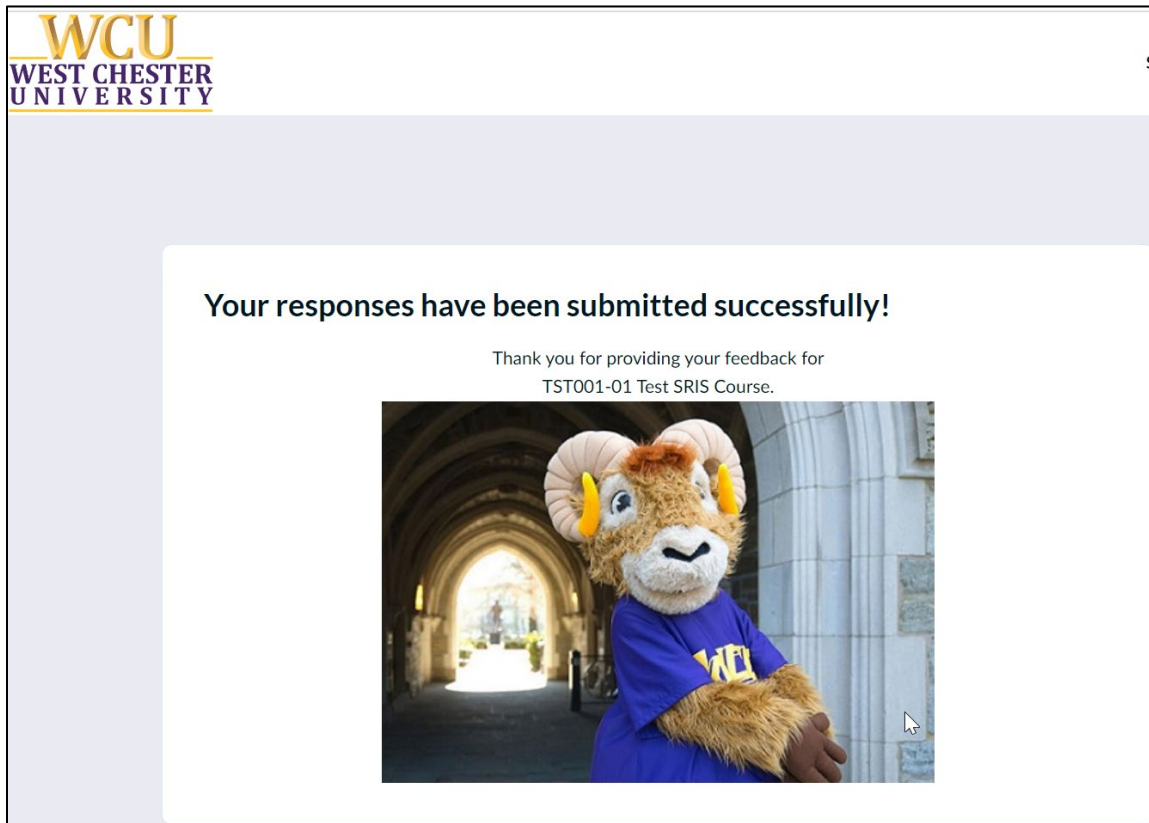 WCU
WEST CHESTER
UNIVERSITY
Your responses have been submitted successfully!
Thank you for providing your feedback for
TST001-01 Test SRIS Course.
WCU